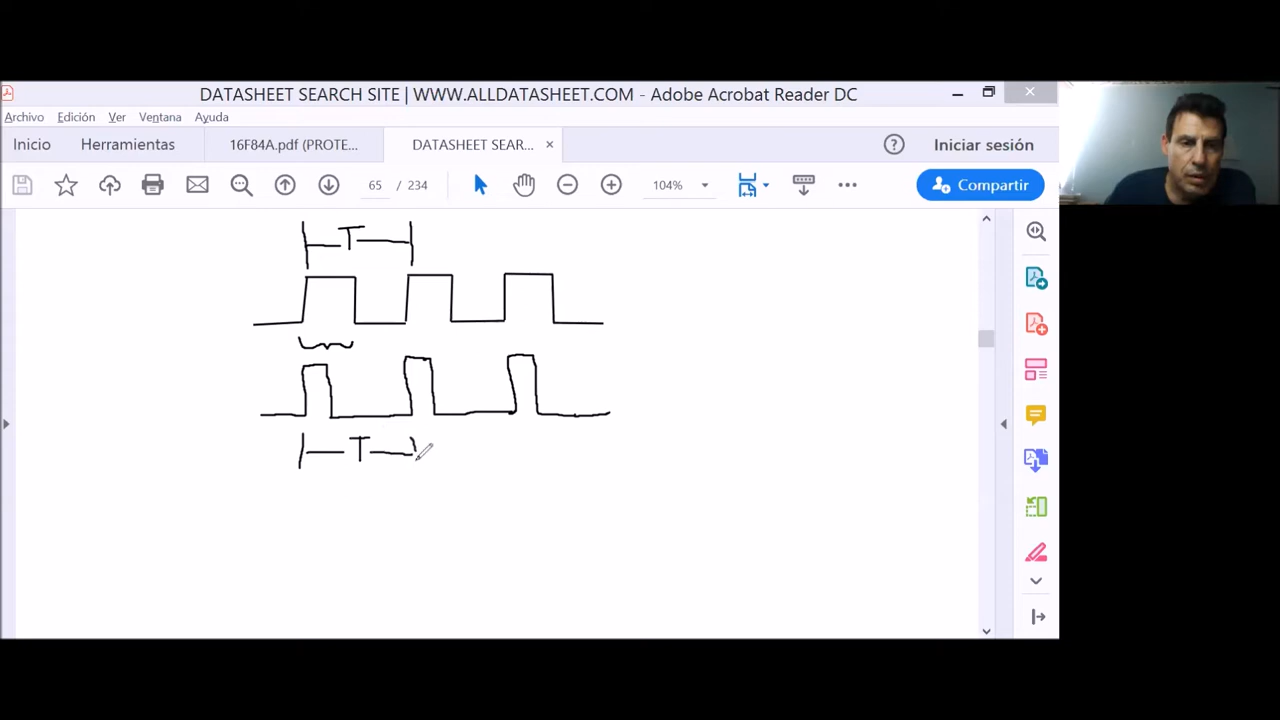 DATASHEET SEARCH SITE | WWW.ALLDATASHEET.COM - Adobe Acrobat Reader DC
Archivo Edición Ver Ventana Ayuda
Inicio Herramientas 16F84A.pdf (PROTE... DATASHEET SEAR... × Iniciar sesión
65 / 234 104% Compartir
T
T